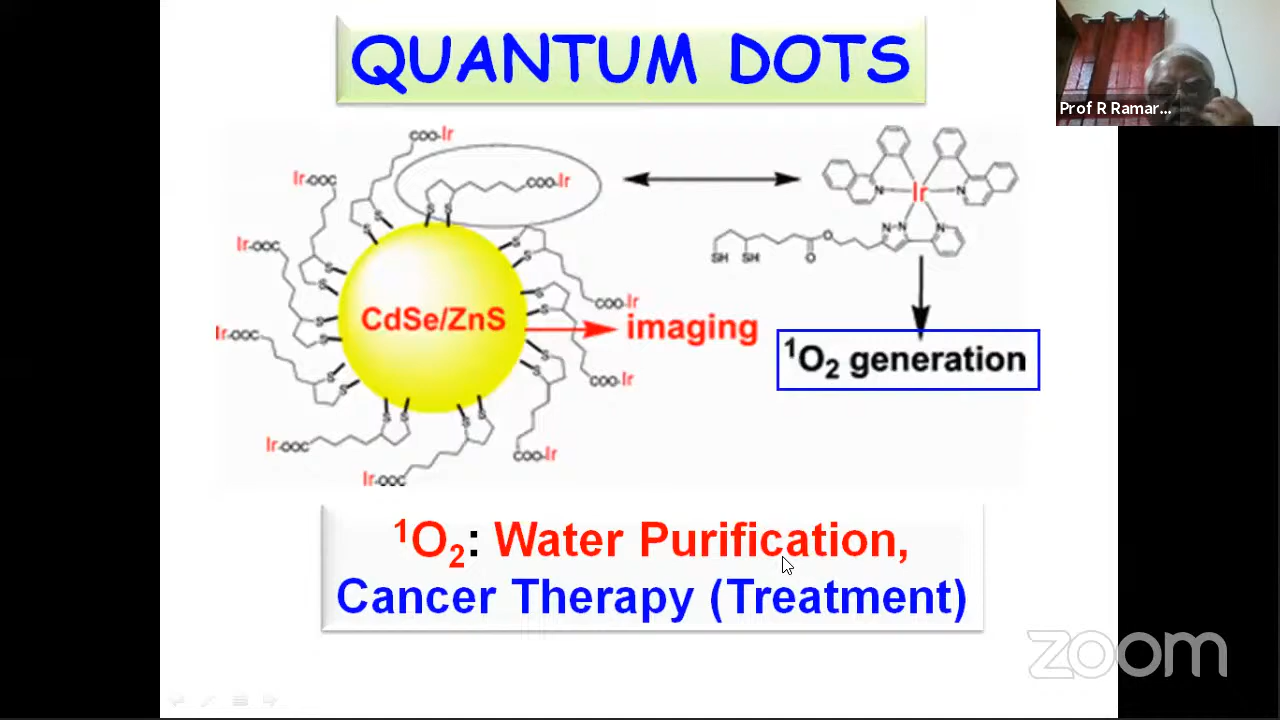 QUANTUM DOTS
Prof R Ramar...
COO-Ir
Ir-OOC
COO-Ir
Ir
N
N
N
N
N
S
S
Ir-OOC
O
O
SH
SH
S
S
S
S
S
S
COO-Ir
CdSe/ZnS
imaging
S
S
Ir-OOC
¹O₂ generation
S
S
S
S
COO-Ir
S
S
S
S
Ir-OOC
COO-Ir
Ir-OOC
¹O₂: Water Purification,
Cancer Therapy (Treatment)
zoom